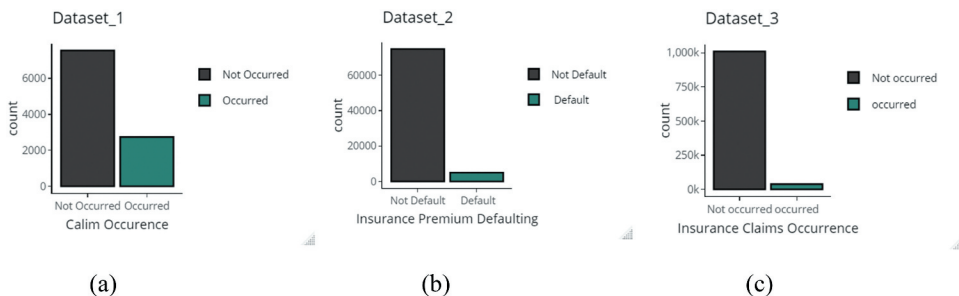 Dataset_1
6000
4000
2000
0
count
Not Occurred
Occurred
Not Occurred Occurred
Calim Occurence
(a)
Dataset_2
60000
40000
20000
0
count
Not Default
Default
Not Default Default
Insurance Premium Defaulting
(b)
Dataset_3
1,000k
750k
500k
250k
0k
count
Not occurred
occurred
Not occurred occurred
Insurance Claims Occurrence
(c)